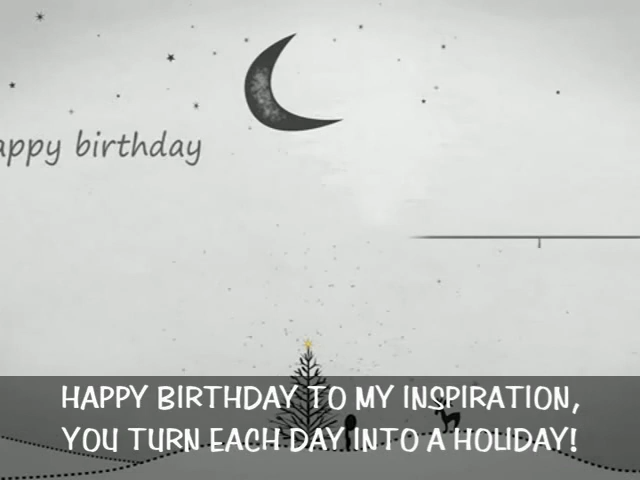 appy birthday
HAPPY BIRTHDAY TO MY INSPIRATION,
YOU TURN EACH DAY INTO A HOLIDAY!